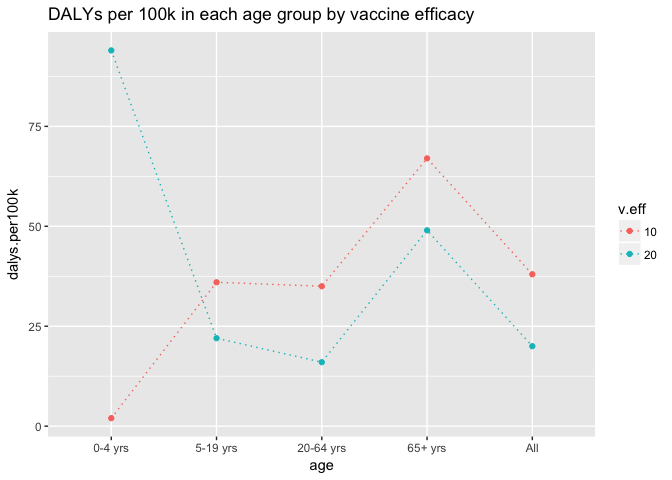 DALYs per 100k in each age group by vaccine efficacy
dalys.per100k
75
50
25
0
0-4 yrs 5-19 yrs 20-64 yrs 65+ yrs All
age
v.eff
10
20